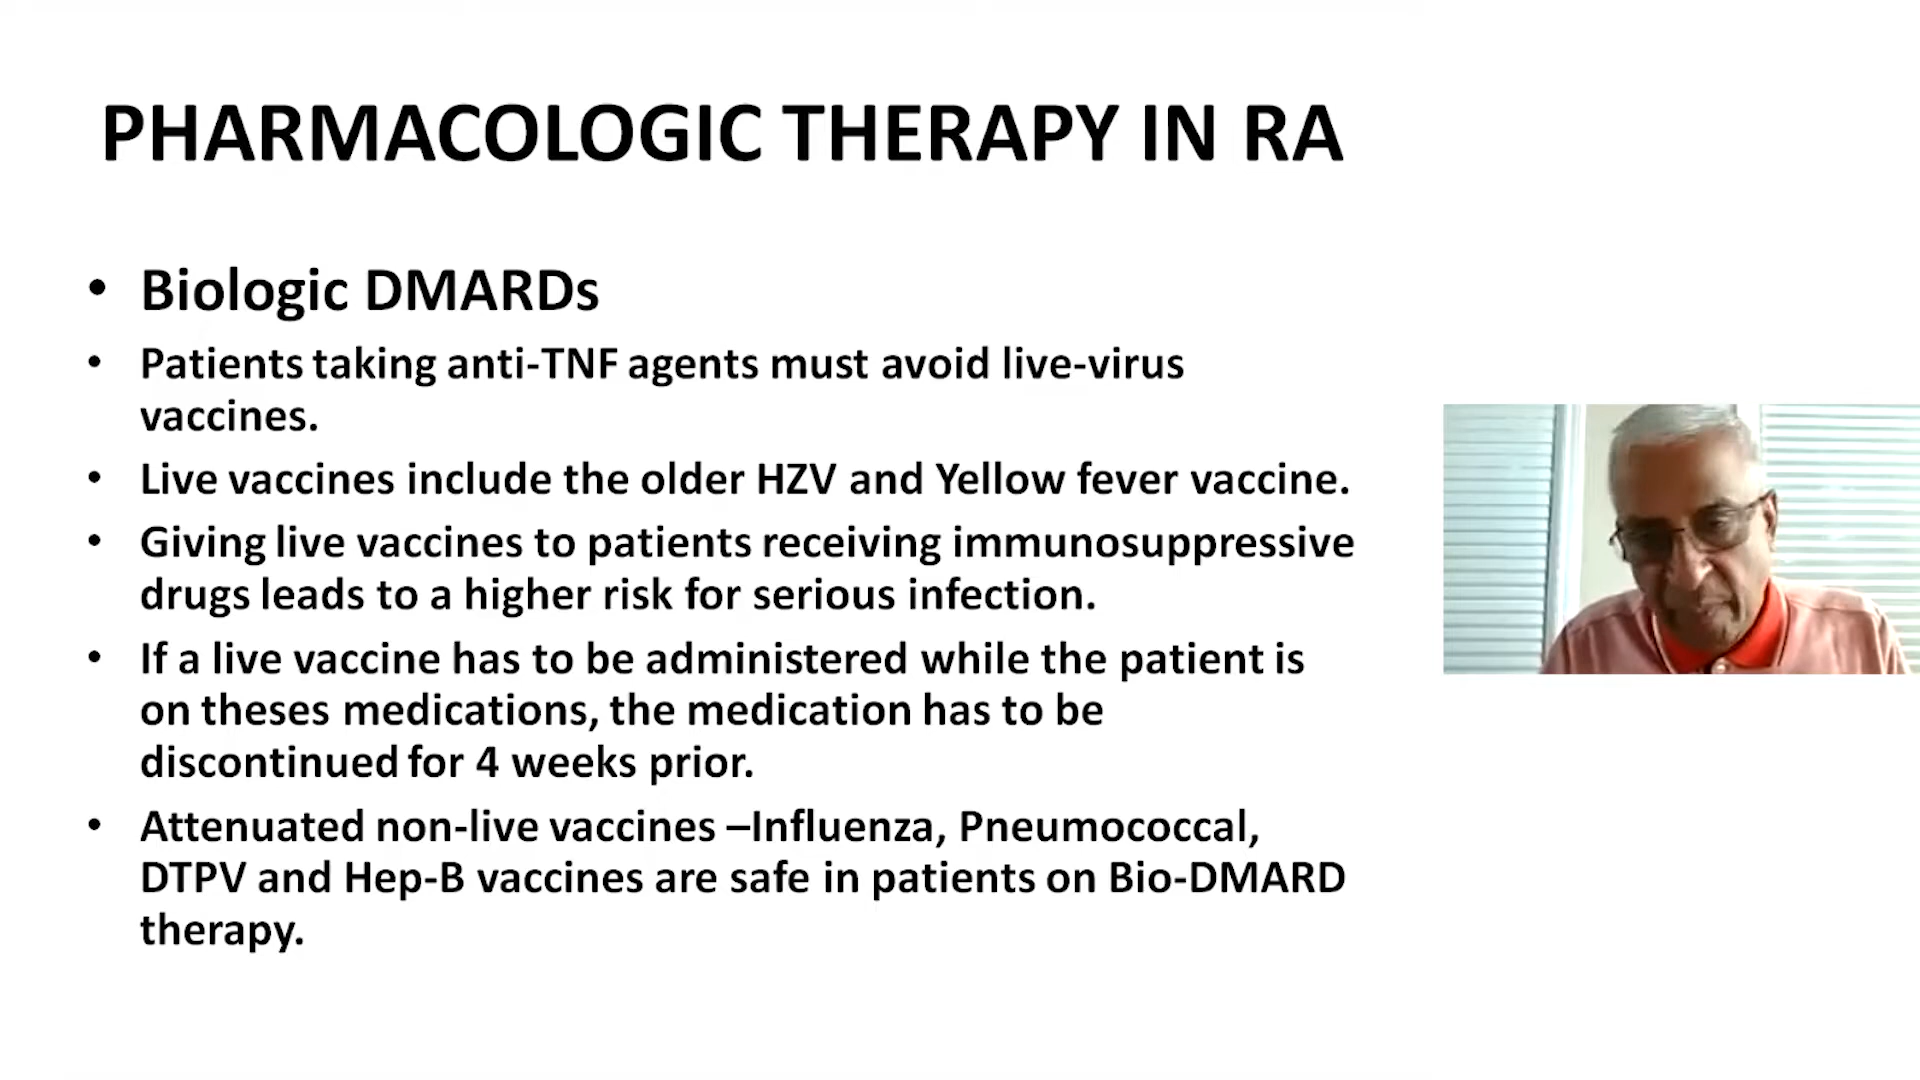 PHARMACOLOGIC THERAPY IN RA
• Biologic DMARDs
• Patients taking anti-TNF agents must avoid live-virus
vaccines.
• Live vaccines include the older HZV and Yellow fever vaccine.
• Giving live vaccines to patients receiving immunosuppressive
drugs leads to a higher risk for serious infection.
• If a live vaccine has to be administered while the patient is
on theses medications, the medication has to be
discontinued for 4 weeks prior.
• Attenuated non-live vaccines –Influenza, Pneumococcal,
DTPV and Hep-B vaccines are safe in patients on Bio-DMARD
therapy.